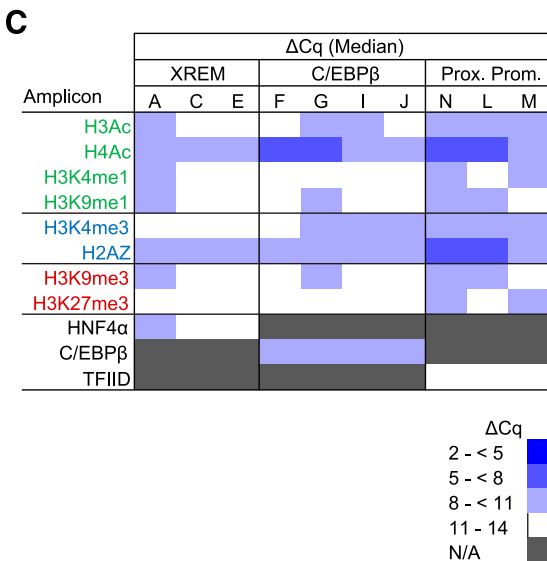 C
ΔCq (Median)
XREM C/EBPβ Prox. Prom.
Amplicon A C E F G I J N L M
H3Ac
H4Ac
H3K4me1
H3K9me1
H3K4me3
H2AZ
H3K9me3
H3K27me3
HNF4α
C/EBPβ
TFIID
ΔCq
2 - < 5
5 - < 8
8 - < 11
11 - 14
N/A